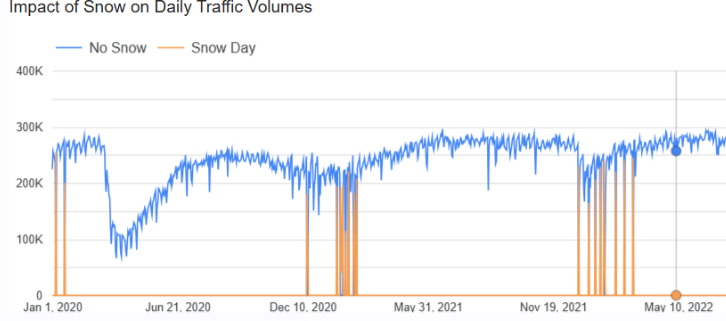 Impact of Snow on Daily Traffic Volumes
No Snow Snow Day
400K
300K
200K
100K
0
Jan 1, 2020 Jun 21, 2020 Dec 10, 2020 May 31, 2021 Nov 19, 2021 May 10, 2022